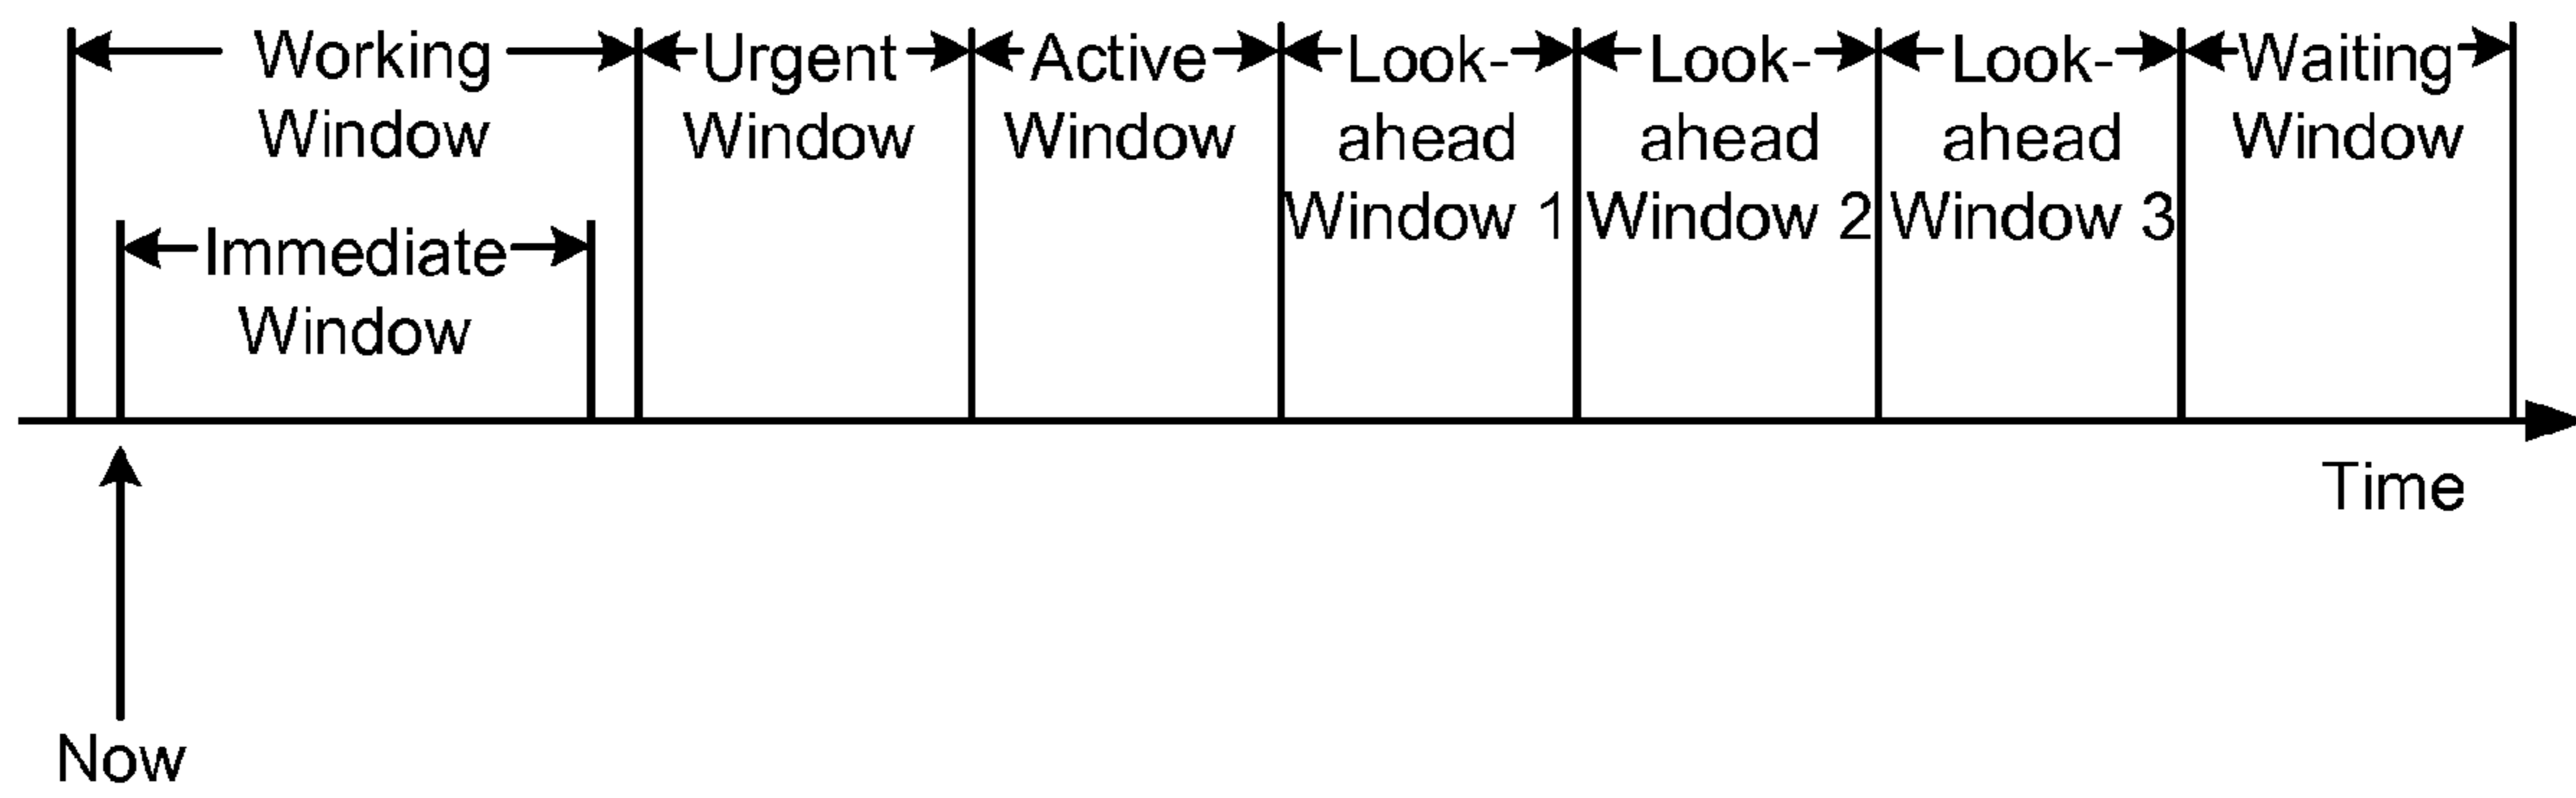 Working
Window
Urgent
Window
Active
Window
Look-
ahead
Window 1
Look-
ahead
Window 2
Look-
ahead
Window 3
Waiting
Window
Immediate
Window
Time
Now